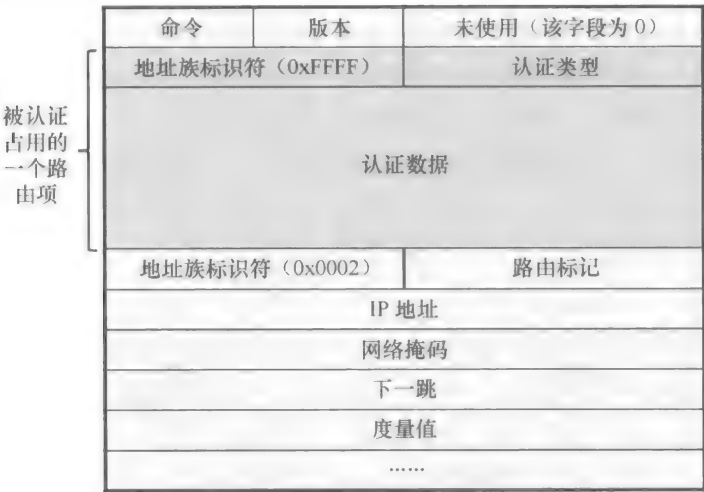 命令 版本 未使用（该字段为 0）
地址族标识符（0xFFFF） 认证类型
被认证
占用的
一个路
由项
认证数据
地址族标识符（0x0002） 路由标记
IP 地址
网络掩码
下一跳
度量值
……